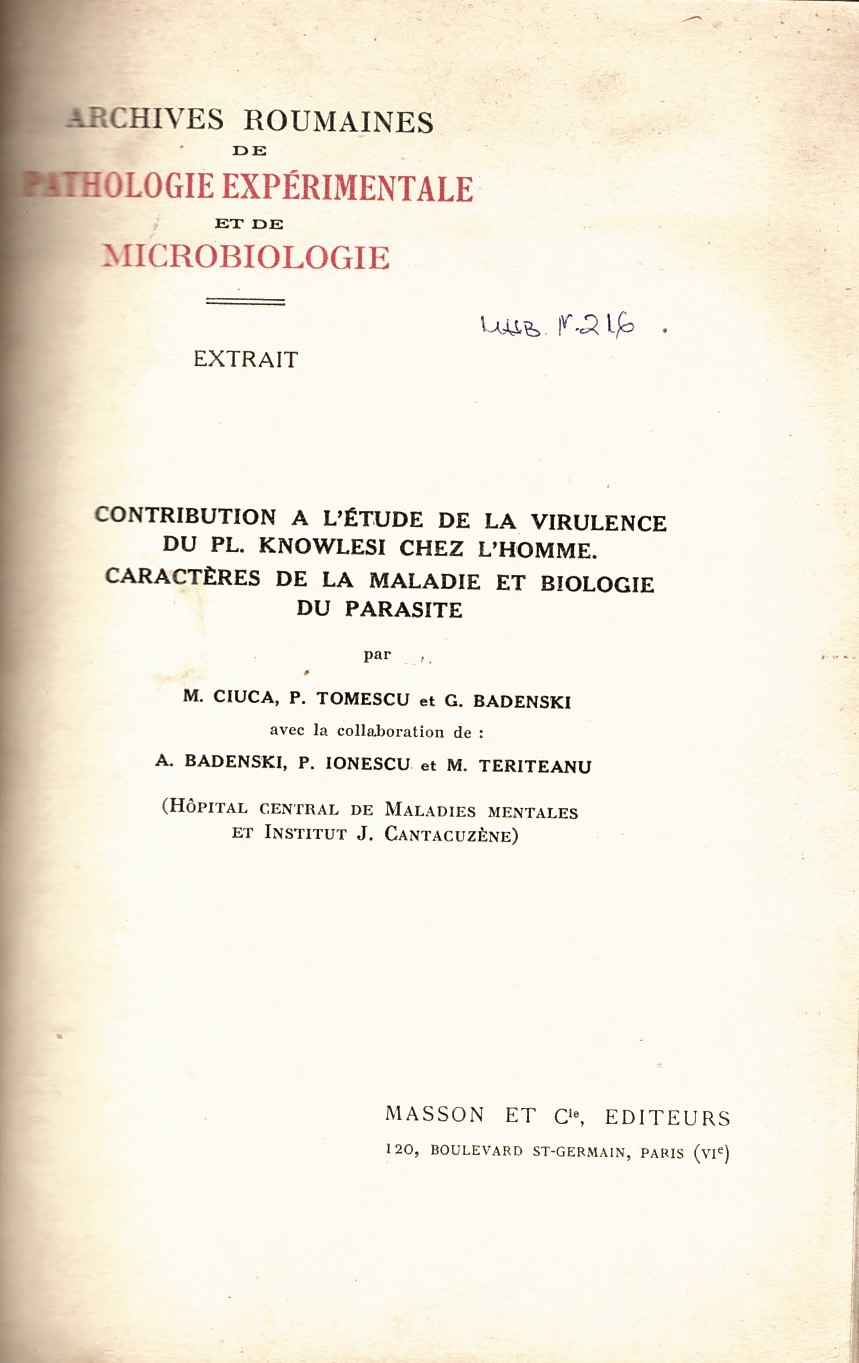 ARCHIVES ROUMAINES
DE
PATHOLOGIE EXPÉRIMENTALE
ET DE
MICROBIOLOGIE
N.216
EXTRAIT
CONTRIBUTION A L'ÉTUDE DE LA VIRULENCE
DU PL. KNOWLESI CHEZ L'HOMME.
CARACTÈRES DE LA MALADIE ET BIOLOGIE
DU PARASITE
par
M. CIUCA, P. TOMESCU et G. BADENSKI
avec la collaboration de :
A. BADENSKI, P. IONESCU et M. TERITEANU
(HÔPITAL CENTRAL DE MALADIES MENTALES
ET INSTITUT J. CANTACUZÈNE)
MASSON ET Cie, EDITEURS
120, BOULEVARD ST-GERMAIN, PARIS (VIe)